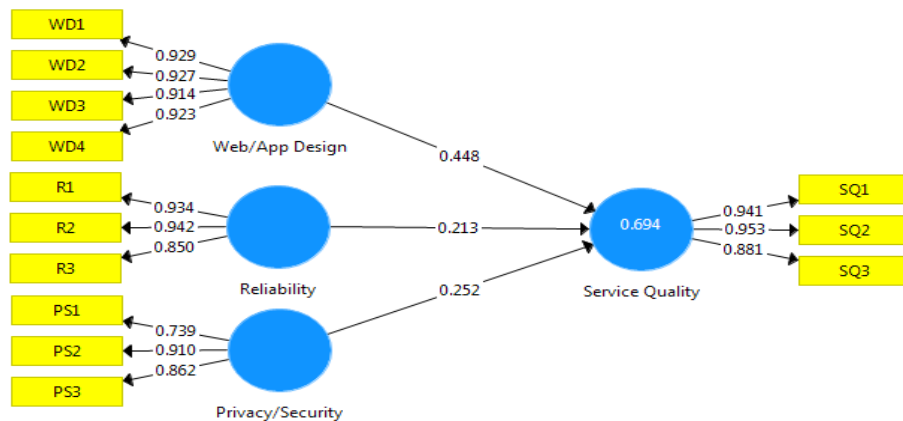 WD1
WD2
WD3
WD4
0.929
0.927
0.914
0.923
Web/App Design
R1
R2
R3
0.934
0.942
0.850
Reliability
PS1
PS2
PS3
0.739
0.910
0.862
Privacy/Security
0.448
0.213
0.252
0.694
Service Quality
0.941
0.953
0.881
SQ1
SQ2
SQ3